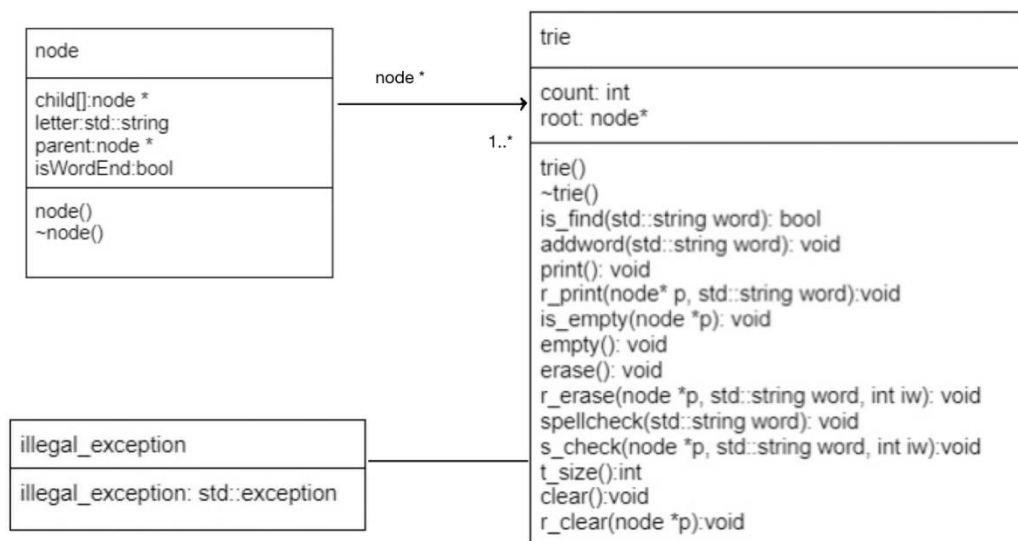 node
child[]:node *
letter:std::string
parent:node *
isWordEnd:bool
node()
~node()
node *
1..*
trie
count: int
root: node*
trie()
~trie()
is_find(std::string word): bool
addword(std::string word): void
print(): void
r_print(node* p, std::string word):void
is_empty(node *p): void
empty(): void
erase(): void
r_erase(node *p, std::string word, int iw): void
spellcheck(std::string word): void
s_check(node *p, std::string word, int iw):void
t_size():int
clear():void
r_clear(node *p):void
illegal_exception
illegal_exception: std::exception